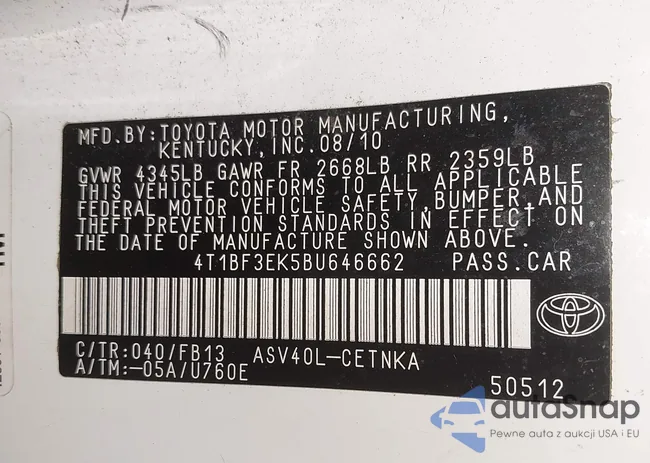 MFD.BY:TOYOTA MOTOR MANUFACTURING,
KENTUCKY,INC.08/10
GVWR 4345LB GAWR FR 2668LB RR 2359LB
THIS VEHICLE CONFORMS TO ALL APPLICABLE
FEDERAL MOTOR VEHICLE SAFETY,BUMPER,AND
THEFT PREVENTION STANDARDS IN EFFECT ON
THE DATE OF MANUFACTURE SHOWN ABOVE.
4T1BF3EK5BU646662 PASS.CAR
C/TR:040/FB13 ASV40L-CETNKA
A/TM:-05A/U760E
50512
autaSnap
Pewne auta z aukcji USA i EU